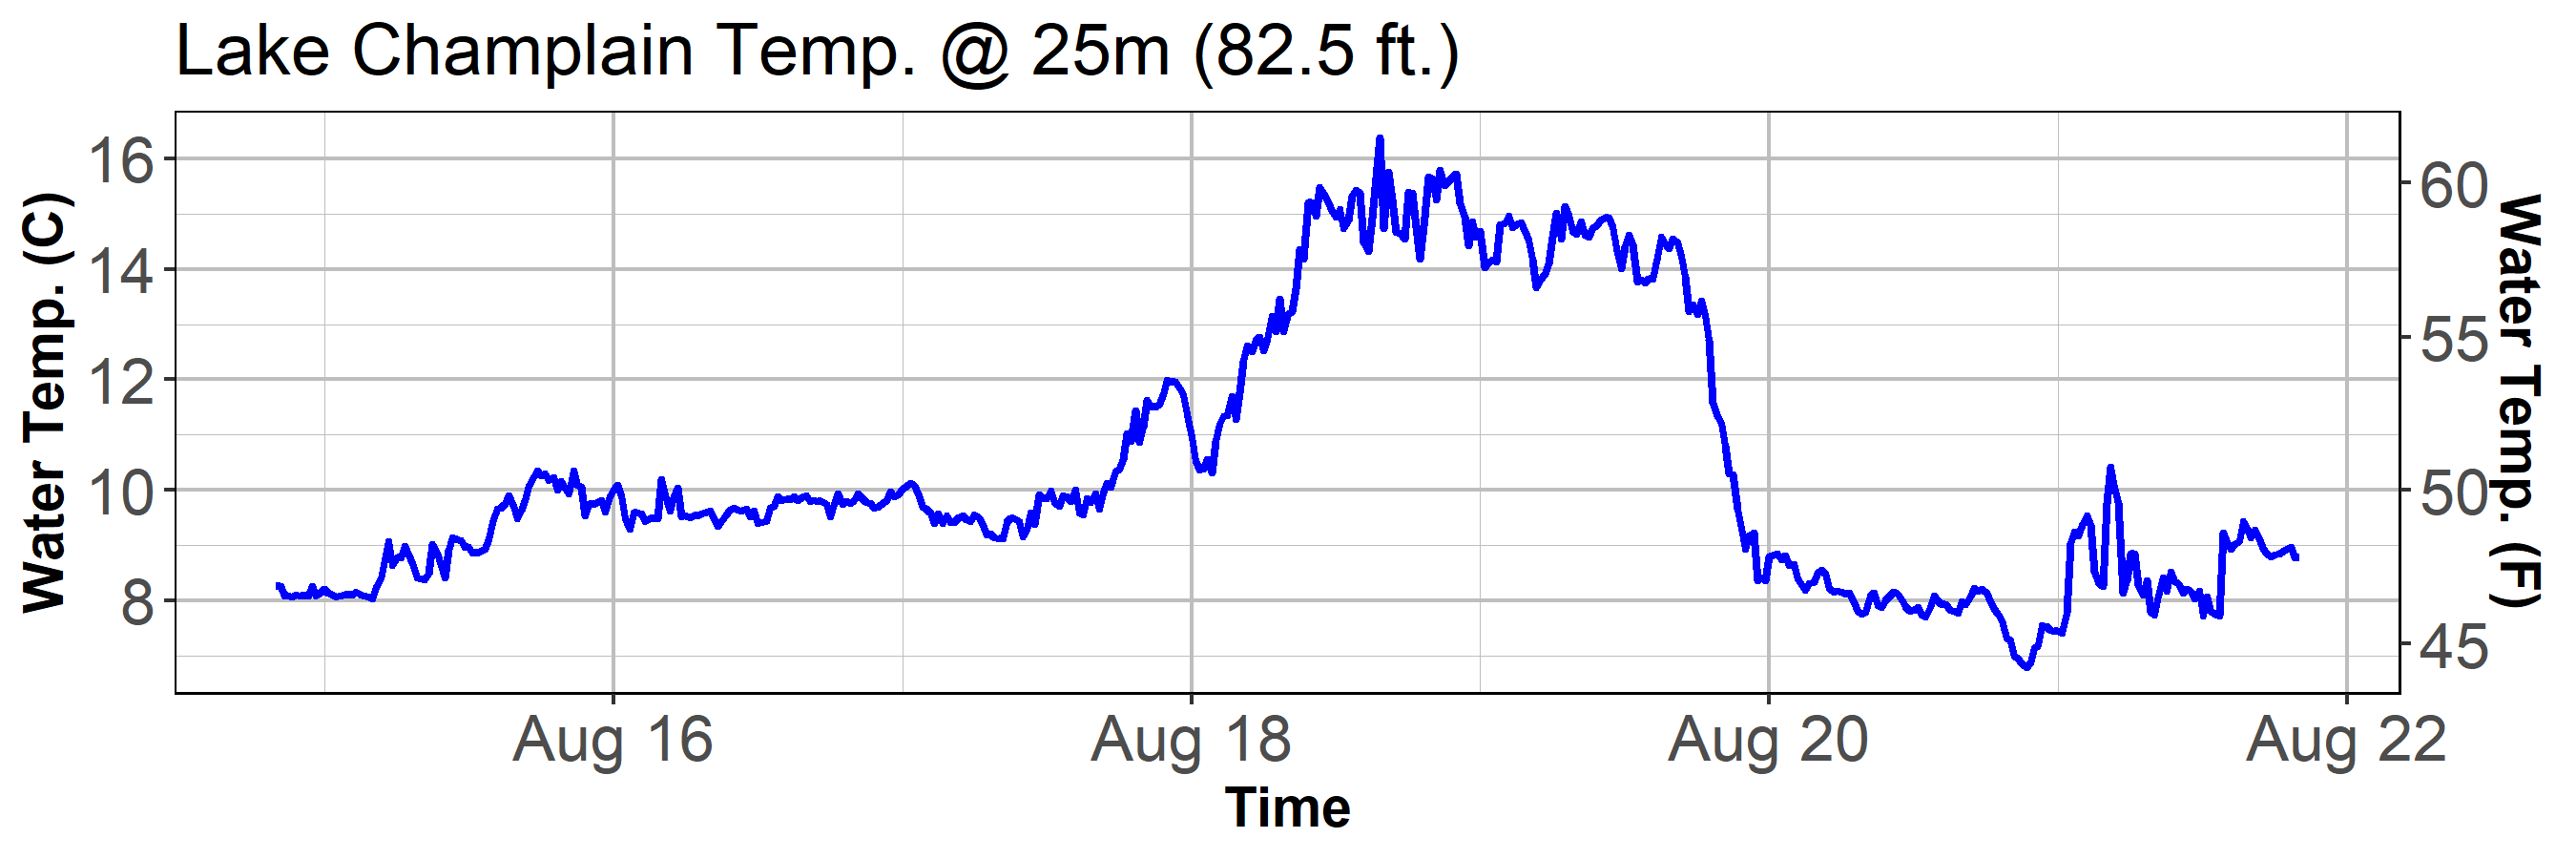 Lake Champlain Temp. @ 25m (82.5 ft.)
Water Temp. (C)
16
14
12
10
8
60
55
50
45
Water Temp. (F)
Aug 16
Aug 18
Aug 20
Aug 22
Time